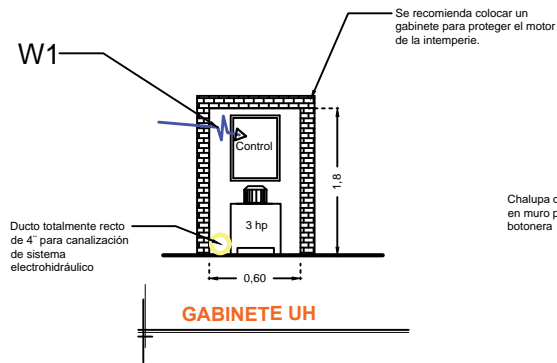 Se recomienda colocar un
gabinete para proteger el motor
de la intemperie.
W1
Control
1,8
3 hp
Chalupa
en muro
botonera
Ducto totalmente recto
de 4¨ para canalización
de sistema
electrohidráulico
0,60
GABINETE UH